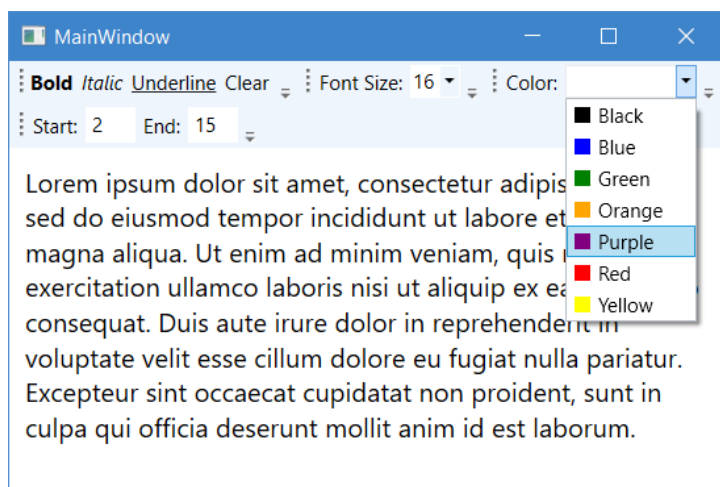 MainWindow
Bold Italic Underline Clear Font Size: 16 Color:
Start: 2 End: 15
Black
Blue
Green
Orange
Purple
Red
Yellow
Lorem ipsum dolor sit amet, consectetur adipis
sed do eiusmod tempor incididunt ut labore et
magna aliqua. Ut enim ad minim veniam, quis
exercitation ullamco laboris nisi ut aliquip ex ea
consequat. Duis aute irure dolor in reprehenderit in
voluptate velit esse cillum dolore eu fugiat nulla pariatur.
Excepteur sint occaecat cupidatat non proident, sunt in
culpa qui officia deserunt mollit anim id est laborum.